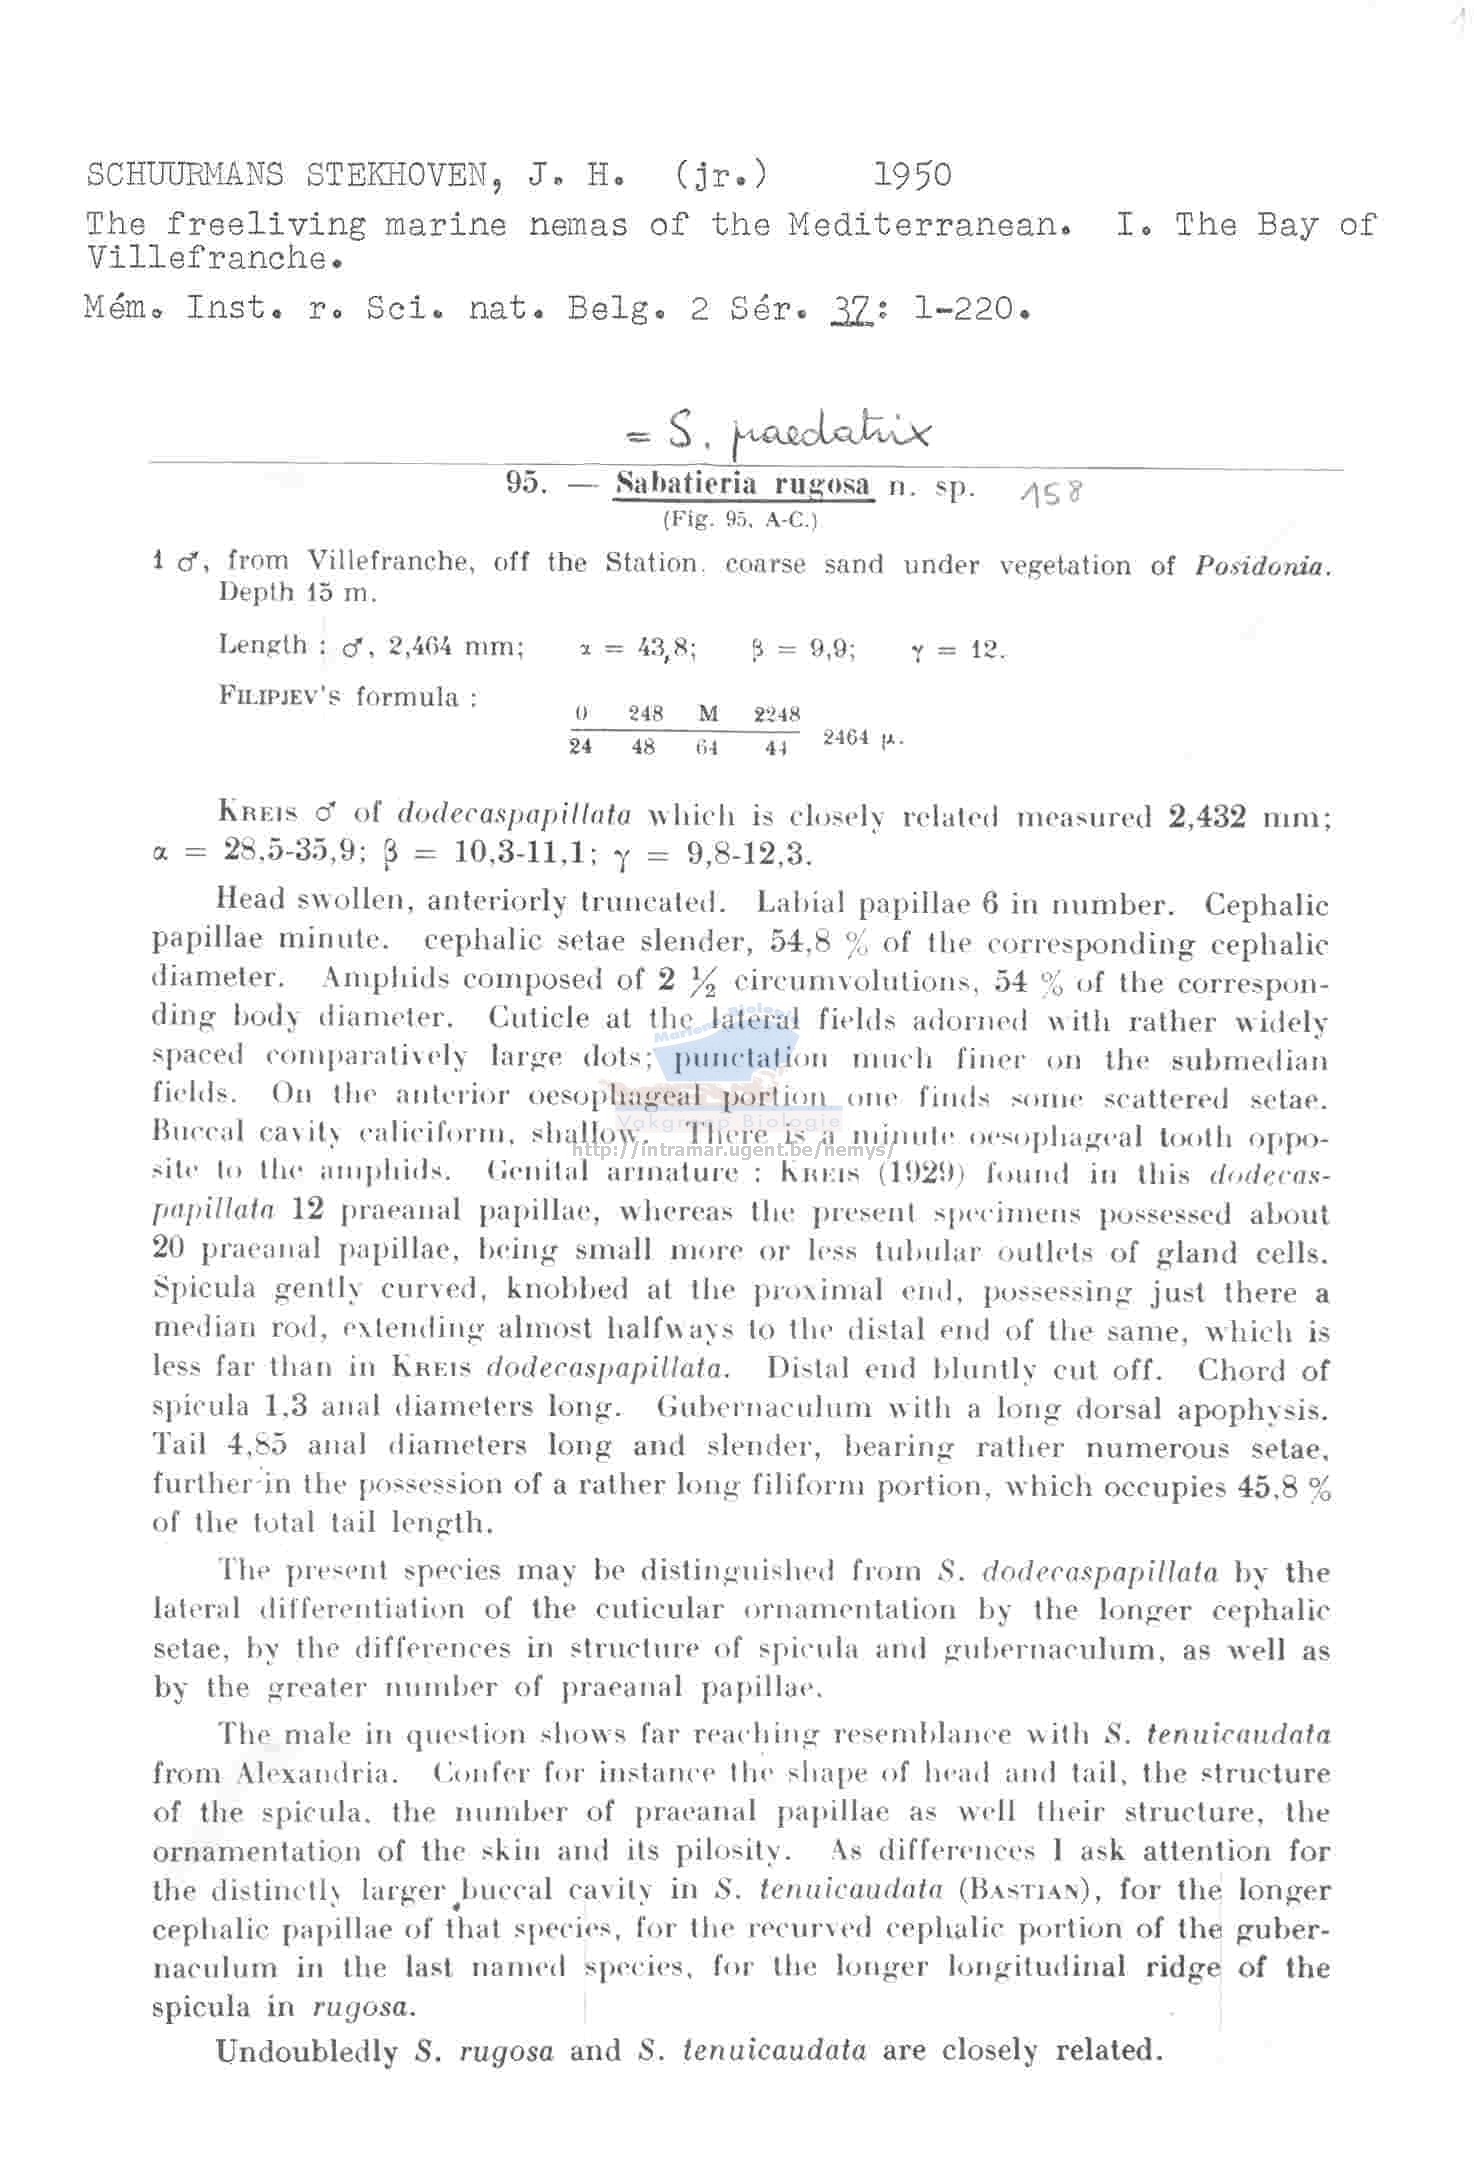 SCHUURMANS STEKHOVEN, J. H. (jr.) 1950
The freeliving marine nemas of the Mediterranean. I. The Bay of
Villefranche.
Mém. Inst. r. Sci. nat. Belg. 2 Sér. 37: 1-220.
= S. praedatrix
95. — Sabatieria rugosa n. sp. 158
(Fig. 95, A-C.)
1 ♂, from Villefranche, off the Station. coarse sand under vegetation of Posidonia.
Depth 15 m.
Length : ♂, 2,464 mm; α = 43,8; β = 9,9; γ = 12.
FILIPJEV's formula :
0 248 M 2248
24 48 64 44 2464 μ.
KREIS ♂ of dodecaspapillata which is closely related measured 2,432 mm;
α = 28,5-35,9; β = 10,3-11,1; γ = 9,8-12,3.
Head swollen, anteriorly truncated. Labial papillae 6 in number. Cephalic
papillae minute. cephalic setae slender, 54,8 % of the corresponding cephalic
diameter. Amphids composed of 2 ½ circumvolutions, 54 % of the correspon-
ding body diameter. Cuticle at the lateral fields adorned with rather widely
spaced comparatively large dots; punctation much finer on the submedian
fields. On the anterior oesophageal portion one finds some scattered setae.
Buccal cavity caliciform, shallow. There is a minute oesophageal tooth oppo-
site to the amphids. Genital armature : KREIS (1929) found in this dodecas-
papillata 12 praeanal papillae, whereas the present specimens possessed about
20 praeanal papillae, being small more or less tubular outlets of gland cells.
Spicula gently curved, knobbed at the proximal end, possessing just there a
median rod, extending almost halfways to the distal end of the same, which is
less far than in KREIS dodecaspapillata. Distal end bluntly cut off. Chord of
spicula 1,3 anal diameters long. Gubernaculum with a long dorsal apophysis.
Tail 4,85 anal diameters long and slender, bearing rather numerous setae,
further in the possession of a rather long filiform portion, which occupies 45,8 %
of the total tail length.
The present species may be distinguished from S. dodecaspapillata by the
lateral differentiation of the cuticular ornamentation by the longer cephalic
setae, by the differences in structure of spicula and gubernaculum, as well as
by the greater number of praeanal papillae.
The male in question shows far reaching resemblance with S. tenuicaudata
from Alexandria. Confer for instance the shape of head and tail, the structure
of the spicula, the number of praeanal papillae as well their structure, the
ornamentation of the skin and its pilosity. As differences I ask attention for
the distinctly larger buccal cavity in S. tenuicaudata (BASTIAN), for the longer
cephalic papillae of that species, for the recurved cephalic portion of the guber-
naculum in the last named species, for the longer longitudinal ridge of the
spicula in rugosa.
Undoubledly S. rugosa and S. tenuicaudata are closely related.
Marine Biology
Vakgroep Biologie
http://intramar.ugent.be/nemys/